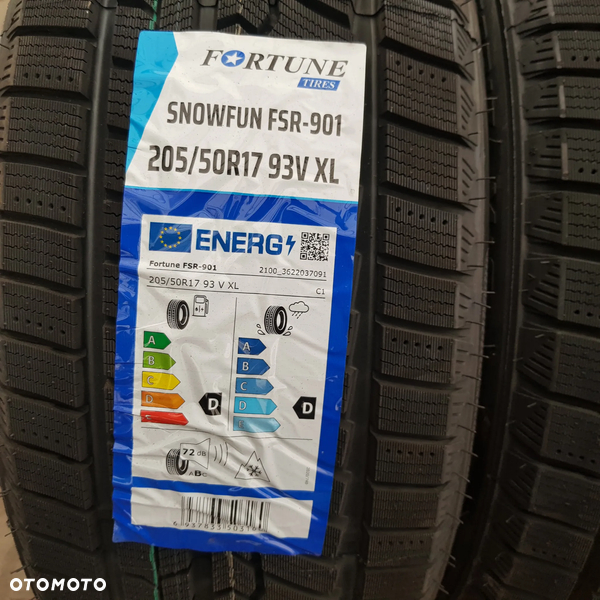 FORTUNE
TIRES
SNOWFUN FSR-901
205/50R17 93V XL
ENERG
Fortune FSR-901 2100_3622037091
205/50R17 93 V XL C1
A
B
C
D
E
D
A
B
C
D
E
D
72 dB
ABC
OTOMOTO